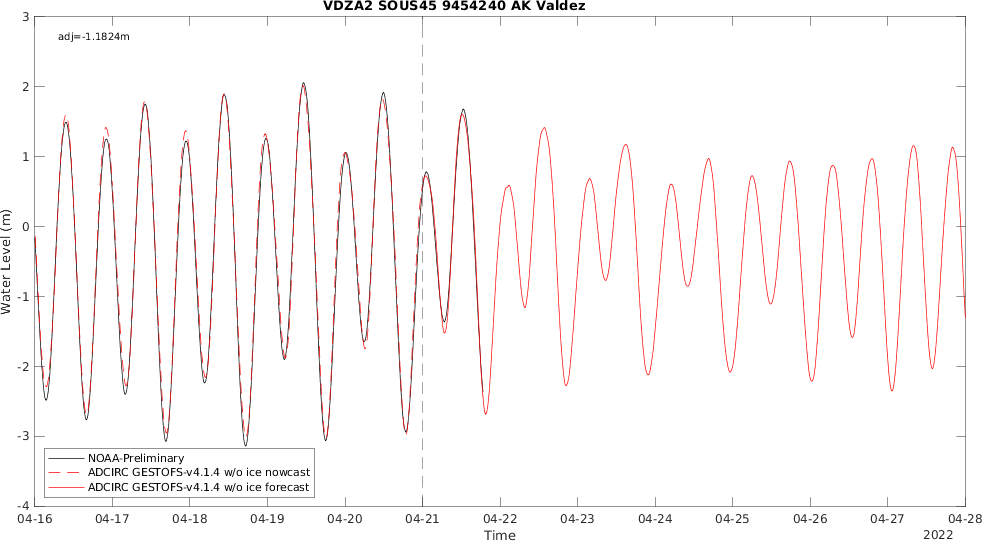 VDZA2 SOUS45 9454240 AK Valdez
adj=-1.1824m
3
2
1
0
-1
-2
-3
-4
Water Level (m)
NOAA-Preliminary
ADCIRC GESTOFS-v4.1.4 w/o ice nowcast
ADCIRC GESTOFS-v4.1.4 w/o ice forecast
04-16 04-17 04-18 04-19 04-20 04-21 04-22 04-23 04-24 04-25 04-26 04-27 04-28
Time
2022